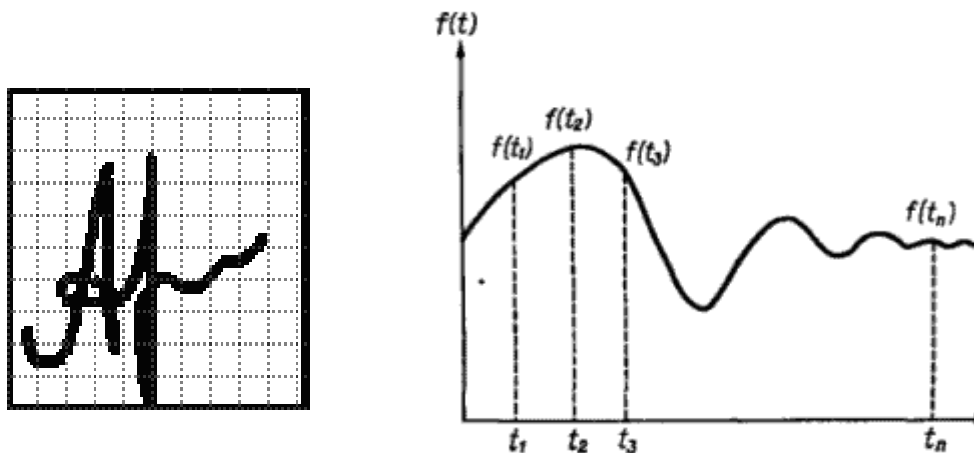 f(t)
f(t₂)
f(t₁)
f(t₃)
f(tₙ)
t₁ t₂ t₃ tₙ